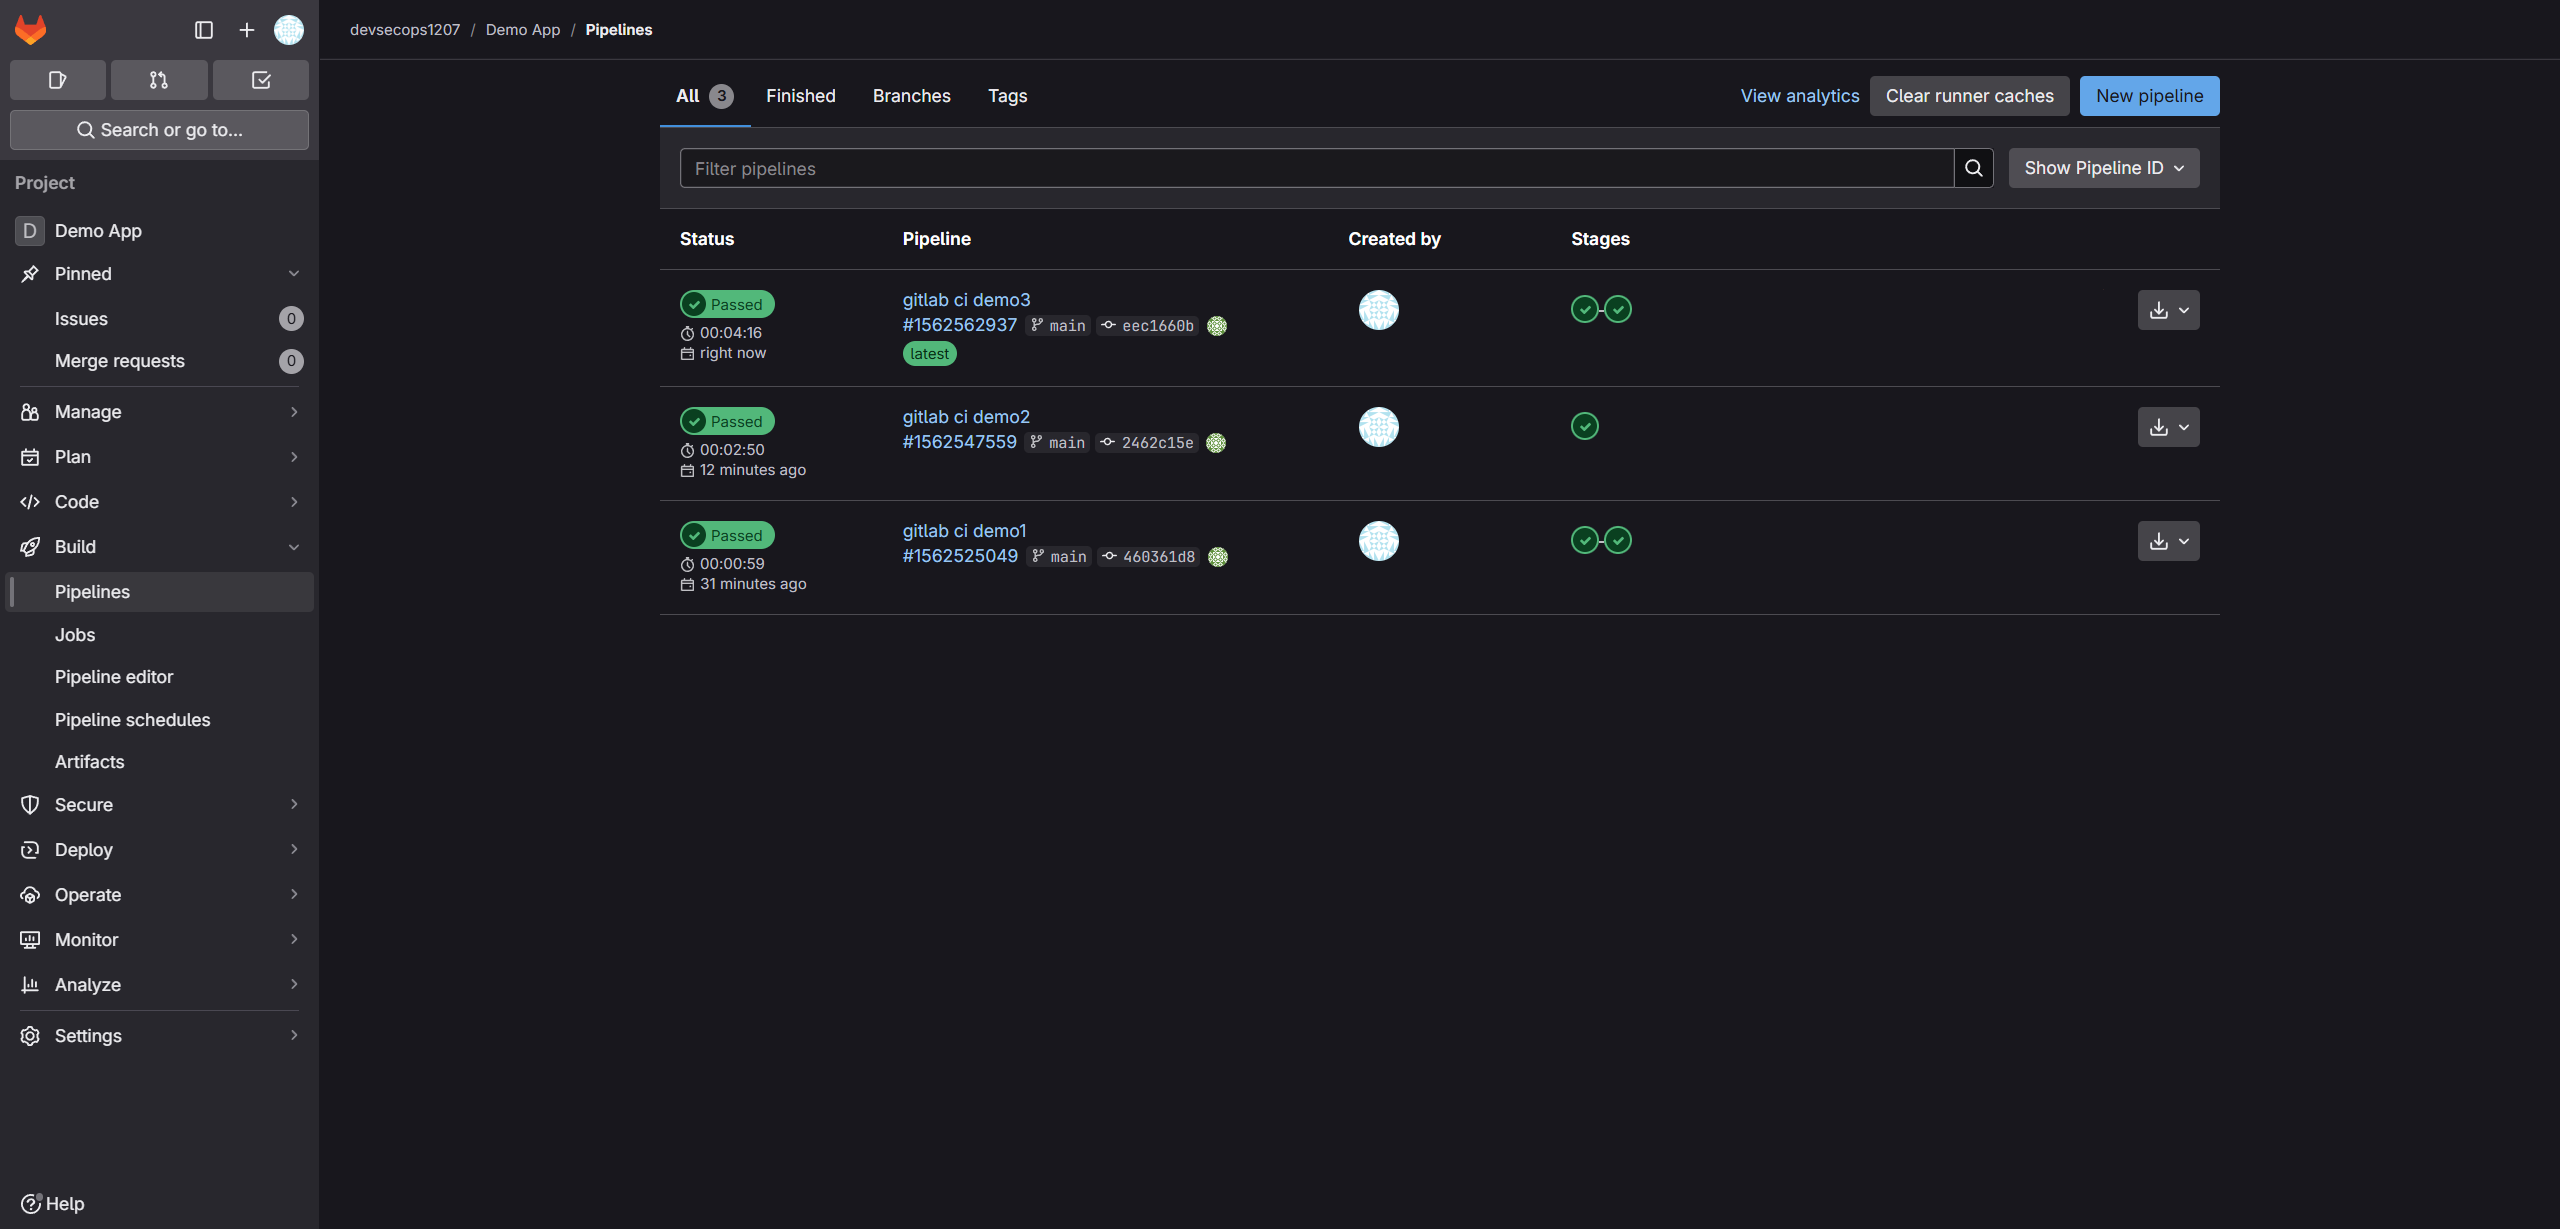 devsecops1207 / Demo App / Pipelines
Search or go to...
Project
D Demo App
Pinned
Issues 0
Merge requests 0
Manage
Plan
Code
Build
Pipelines
Jobs
Pipeline editor
Pipeline schedules
Artifacts
Secure
Deploy
Operate
Monitor
Analyze
Settings
Help
All 3 Finished Branches Tags View analytics Clear runner caches New pipeline
Filter pipelines Show Pipeline ID
Status Pipeline Created by Stages
Passed
00:04:16
right now
gitlab ci demo3
#1562562937 main eec1660b
latest
Passed
00:02:50
12 minutes ago
gitlab ci demo2
#1562547559 main 2462c15e
Passed
00:00:59
31 minutes ago
gitlab ci demo1
#1562525049 main 460361d8